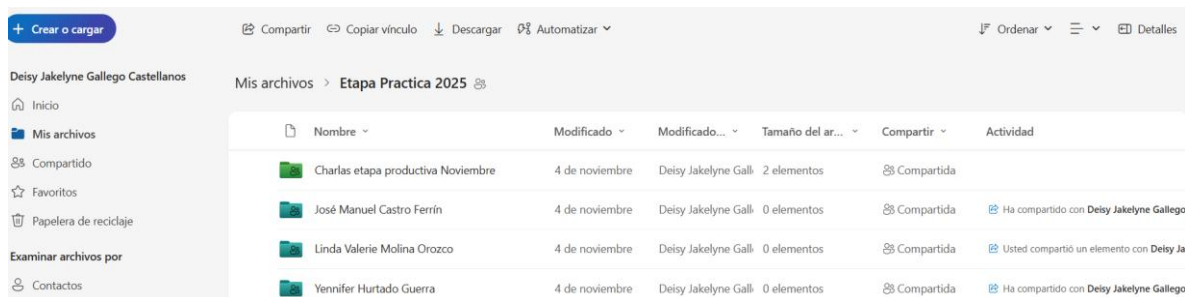 + Crear o cargar
Compartir Copiar vínculo Descargar Automatizar
Ordenar Detalles
Deisy Jakelyne Gallego Castellanos
Inicio
Mis archivos
Compartido
Favoritos
Papelera de reciclaje
Examinar archivos por
Contactos
Mis archivos > Etapa Practica 2025
Nombre Modificado Modificado... Tamaño del ar... Compartir Actividad
Charlas etapa productiva Noviembre 4 de noviembre Deisy Jakelyne Gall 2 elementos Compartida
José Manuel Castro Ferrín 4 de noviembre Deisy Jakelyne Gall 0 elementos Compartida Ha compartido con Deisy Jakelyne Gallego
Linda Valerie Molina Orozco 4 de noviembre Deisy Jakelyne Gall 0 elementos Compartida Usted compartió un elemento con Deisy Ja
Yennifer Hurtado Guerra 4 de noviembre Deisy Jakelyne Gall 0 elementos Compartida Ha compartido con Deisy Jakelyne Gallego